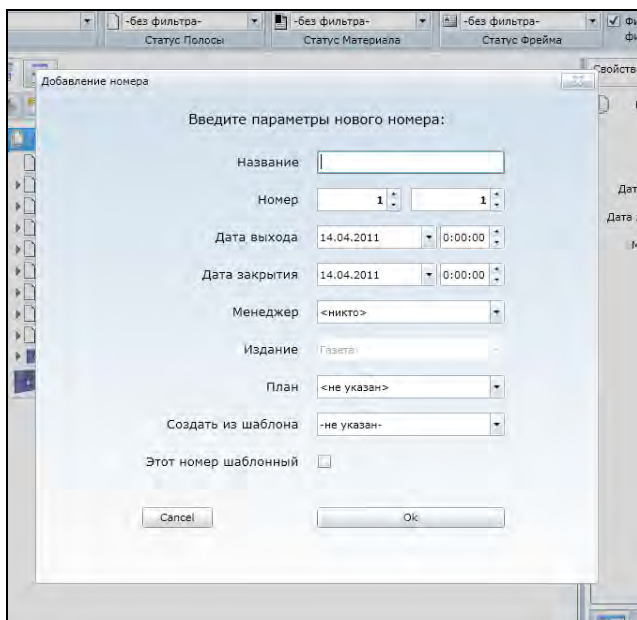 -без фильтра- -без фильтра- -без фильтра-
Статус Полосы Статус Материала Статус Фрейма
Добавление номера
Введите параметры нового номера:
Название
Номер 1 1
Дата выхода 14.04.2011 0:00:00
Дата закрытия 14.04.2011 0:00:00
Менеджер <никто>
Издание Газета
План <не указан>
Создать из шаблона -не указан-
Этот номер шаблонный
Cancel Ok